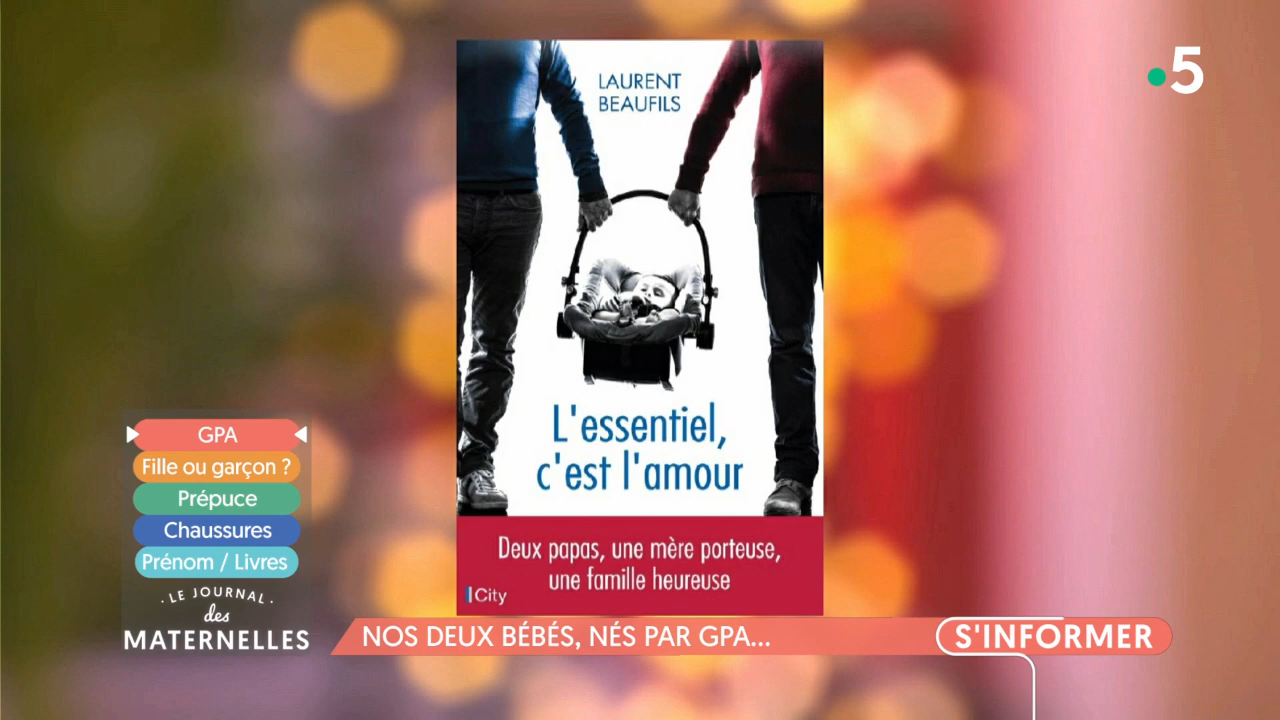 5
LAURENT
BEAUFILS
L'essentiel,
c'est l'amour
Deux papas, une mère porteuse,
une famille heureuse
City
GPA
Fille ou garçon ?
Prépuce
Chaussures
Prénom / Livres
. LE JOURNAL .
des
MATERNELLES
NOS DEUX BÉBÉS, NÉS PAR GPA...
S'INFORMER